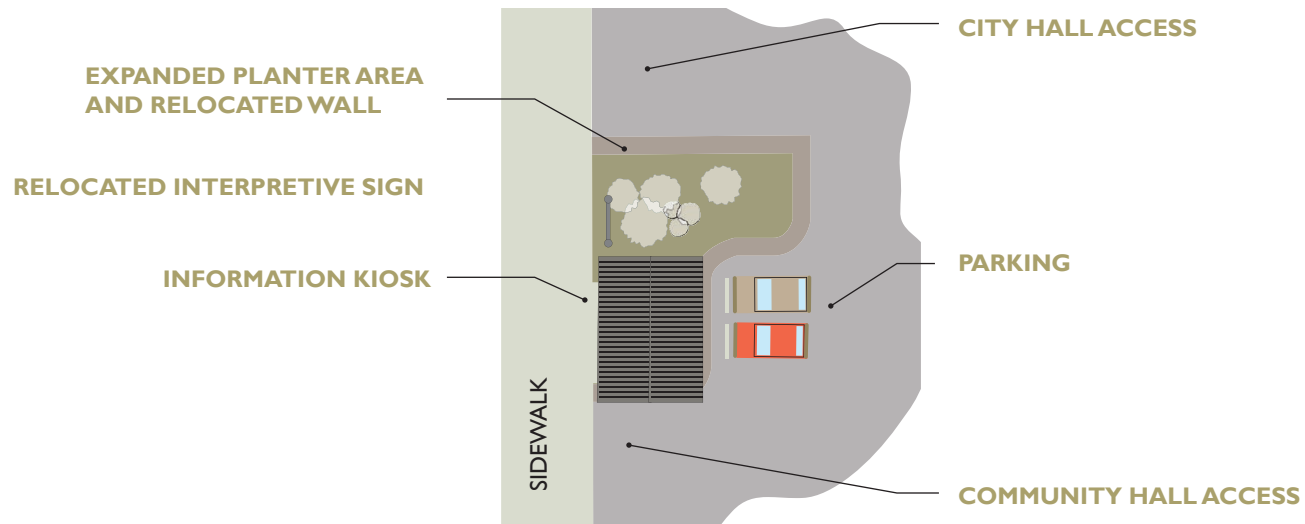 CITY HALL ACCESS
EXPANDED PLANTER AREA
AND RELOCATED WALL
RELOCATED INTERPRETIVE SIGN
INFORMATION KIOSK
PARKING
SIDEWALK
COMMUNITY HALL ACCESS